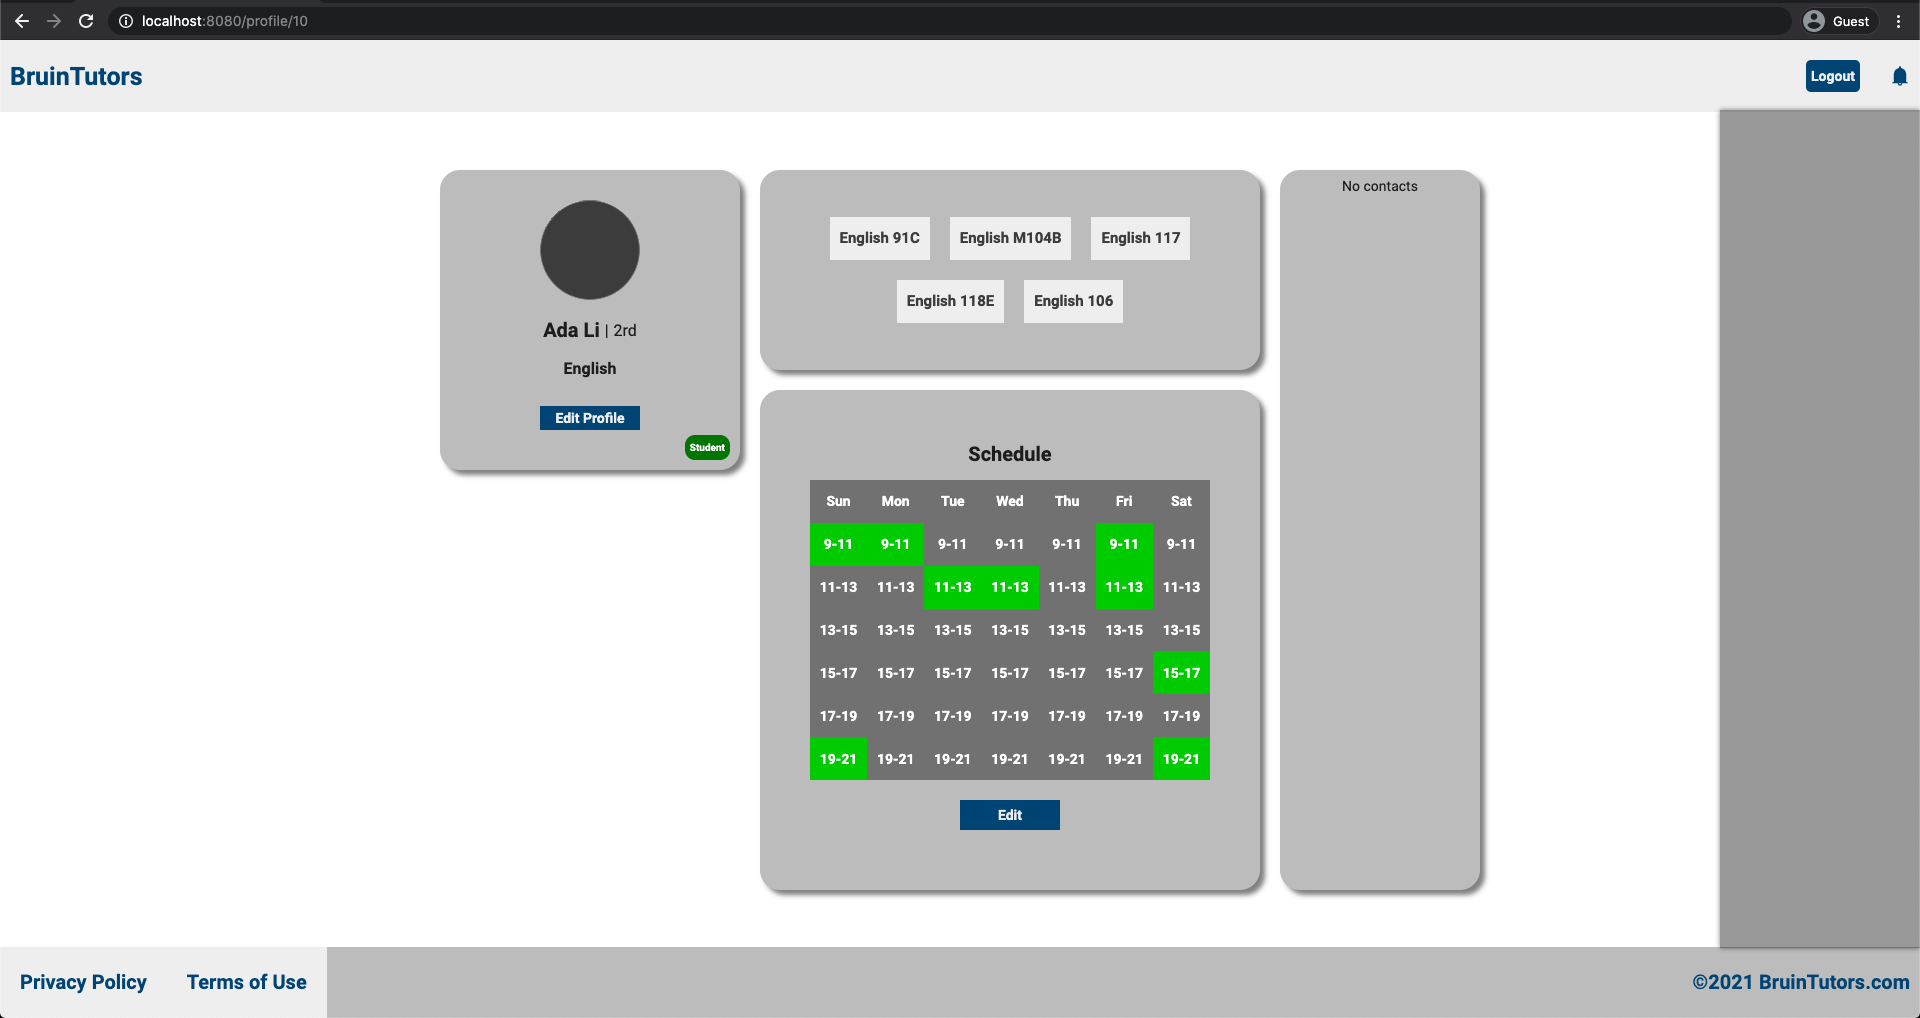 localhost:8080/profile/10
Guest
BruinTutors
Logout
Ada Li | 2rd
English
Edit Profile
Student
English 91C English M104B English 117
English 118E English 106
Schedule
Sun Mon Tue Wed Thu Fri Sat
9-11 9-11 9-11 9-11 9-11 9-11 9-11
11-13 11-13 11-13 11-13 11-13 11-13 11-13
13-15 13-15 13-15 13-15 13-15 13-15 13-15
15-17 15-17 15-17 15-17 15-17 15-17 15-17
17-19 17-19 17-19 17-19 17-19 17-19 17-19
19-21 19-21 19-21 19-21 19-21 19-21 19-21
Edit
No contacts
Privacy Policy Terms of Use
©2021 BruinTutors.com